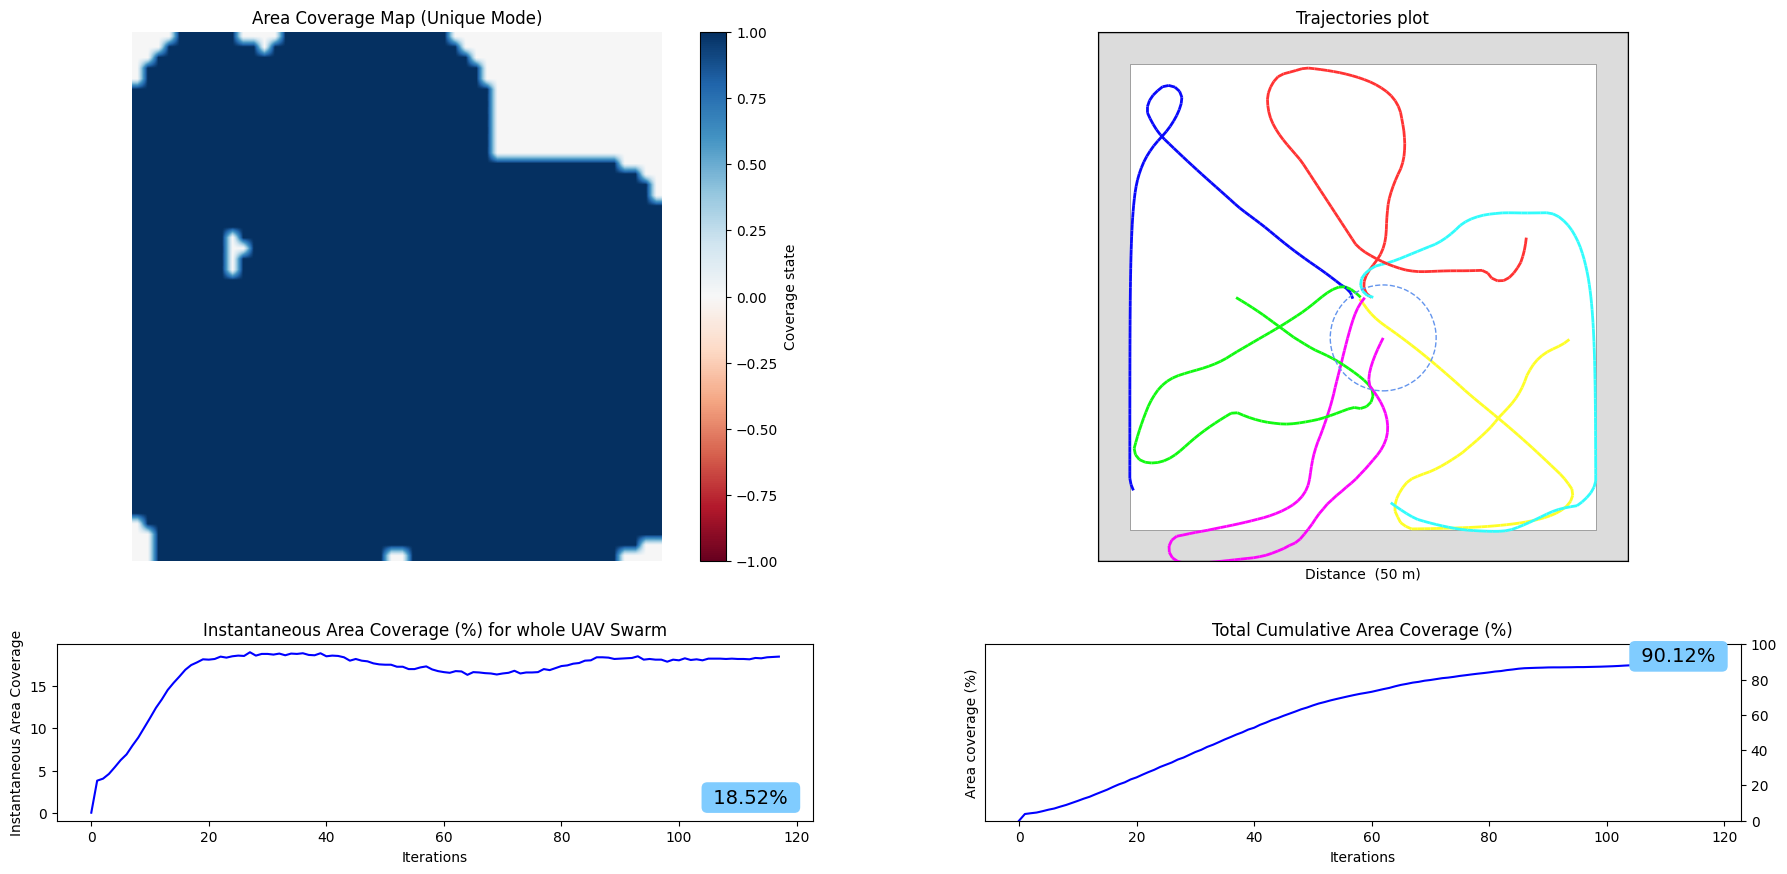 Area Coverage Map (Unique Mode)
1.00
0.75
0.50
0.25
0.00
−0.25
−0.50
−0.75
−1.00
Coverage state
Trajectories plot
Distance  (50 m)
Instantaneous Area Coverage (%) for whole UAV Swarm
Instantaneous Area Coverage
15
10
5
0
18.52%
0 20 40 60 80 100 120
Iterations
Total Cumulative Area Coverage (%)
Area coverage (%)
90.12%
100
80
60
40
20
0
0 20 40 60 80 100 120
Iterations